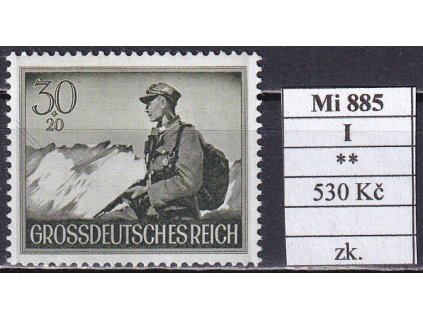 30
+
20
GROSSDEUTSCHES REICH
Mi 885
I
**
530 Kč
zk.